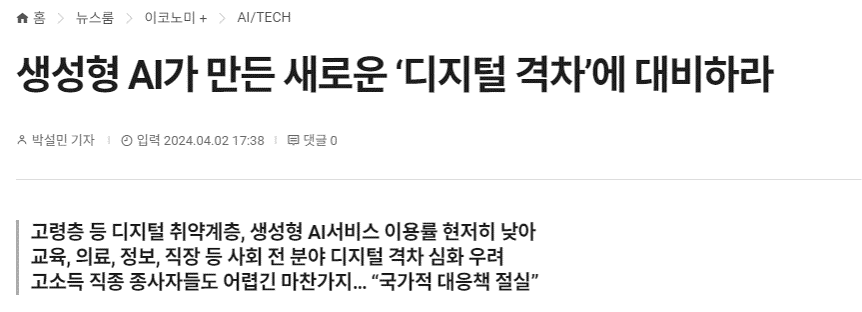 홈 > 뉴스룸 > 이코노미 + > AI/TECH
생성형 AI가 만든 새로운 ‘디지털 격차’에 대비하라
박설민 기자 | 입력 2024.04.02 17:38 | 댓글 0
고령층 등 디지털 취약계층, 생성형 AI서비스 이용률 현저히 낮아
교육, 의료, 정보, 직장 등 사회 전 분야 디지털 격차 심화 우려
고소득 직종 종사자들도 어렵긴 마찬가지... “국가적 대응책 절실”